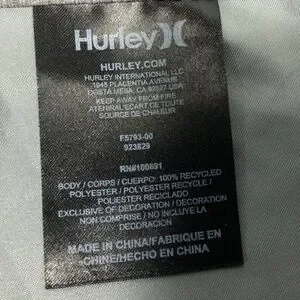 Hurley
HURLEY.COM
HURLEY INTERNATIONAL LLC
1945 PLACENTIA AVENUE
COSTA MESA, CA 92627 USA
KEEP AWAY FROM FIRE
ATENIRAL'ECART DE TOUTE
SOURCE DE CHALEUR
F5793-00
923629
RN#100691
BODY / CORPS / CUERPO: 100% RECYCLED
POLYESTER / POLYESTER RECYCLE /
POLIESTER RECICLADO
EXCLUSIVE OF DECORATION / DECORATION
NON COMPRISE / NO INCLUYE LA
DECORACION
MADE IN CHINA/FABRIQUE EN
CHINE/HECHO EN CHINA